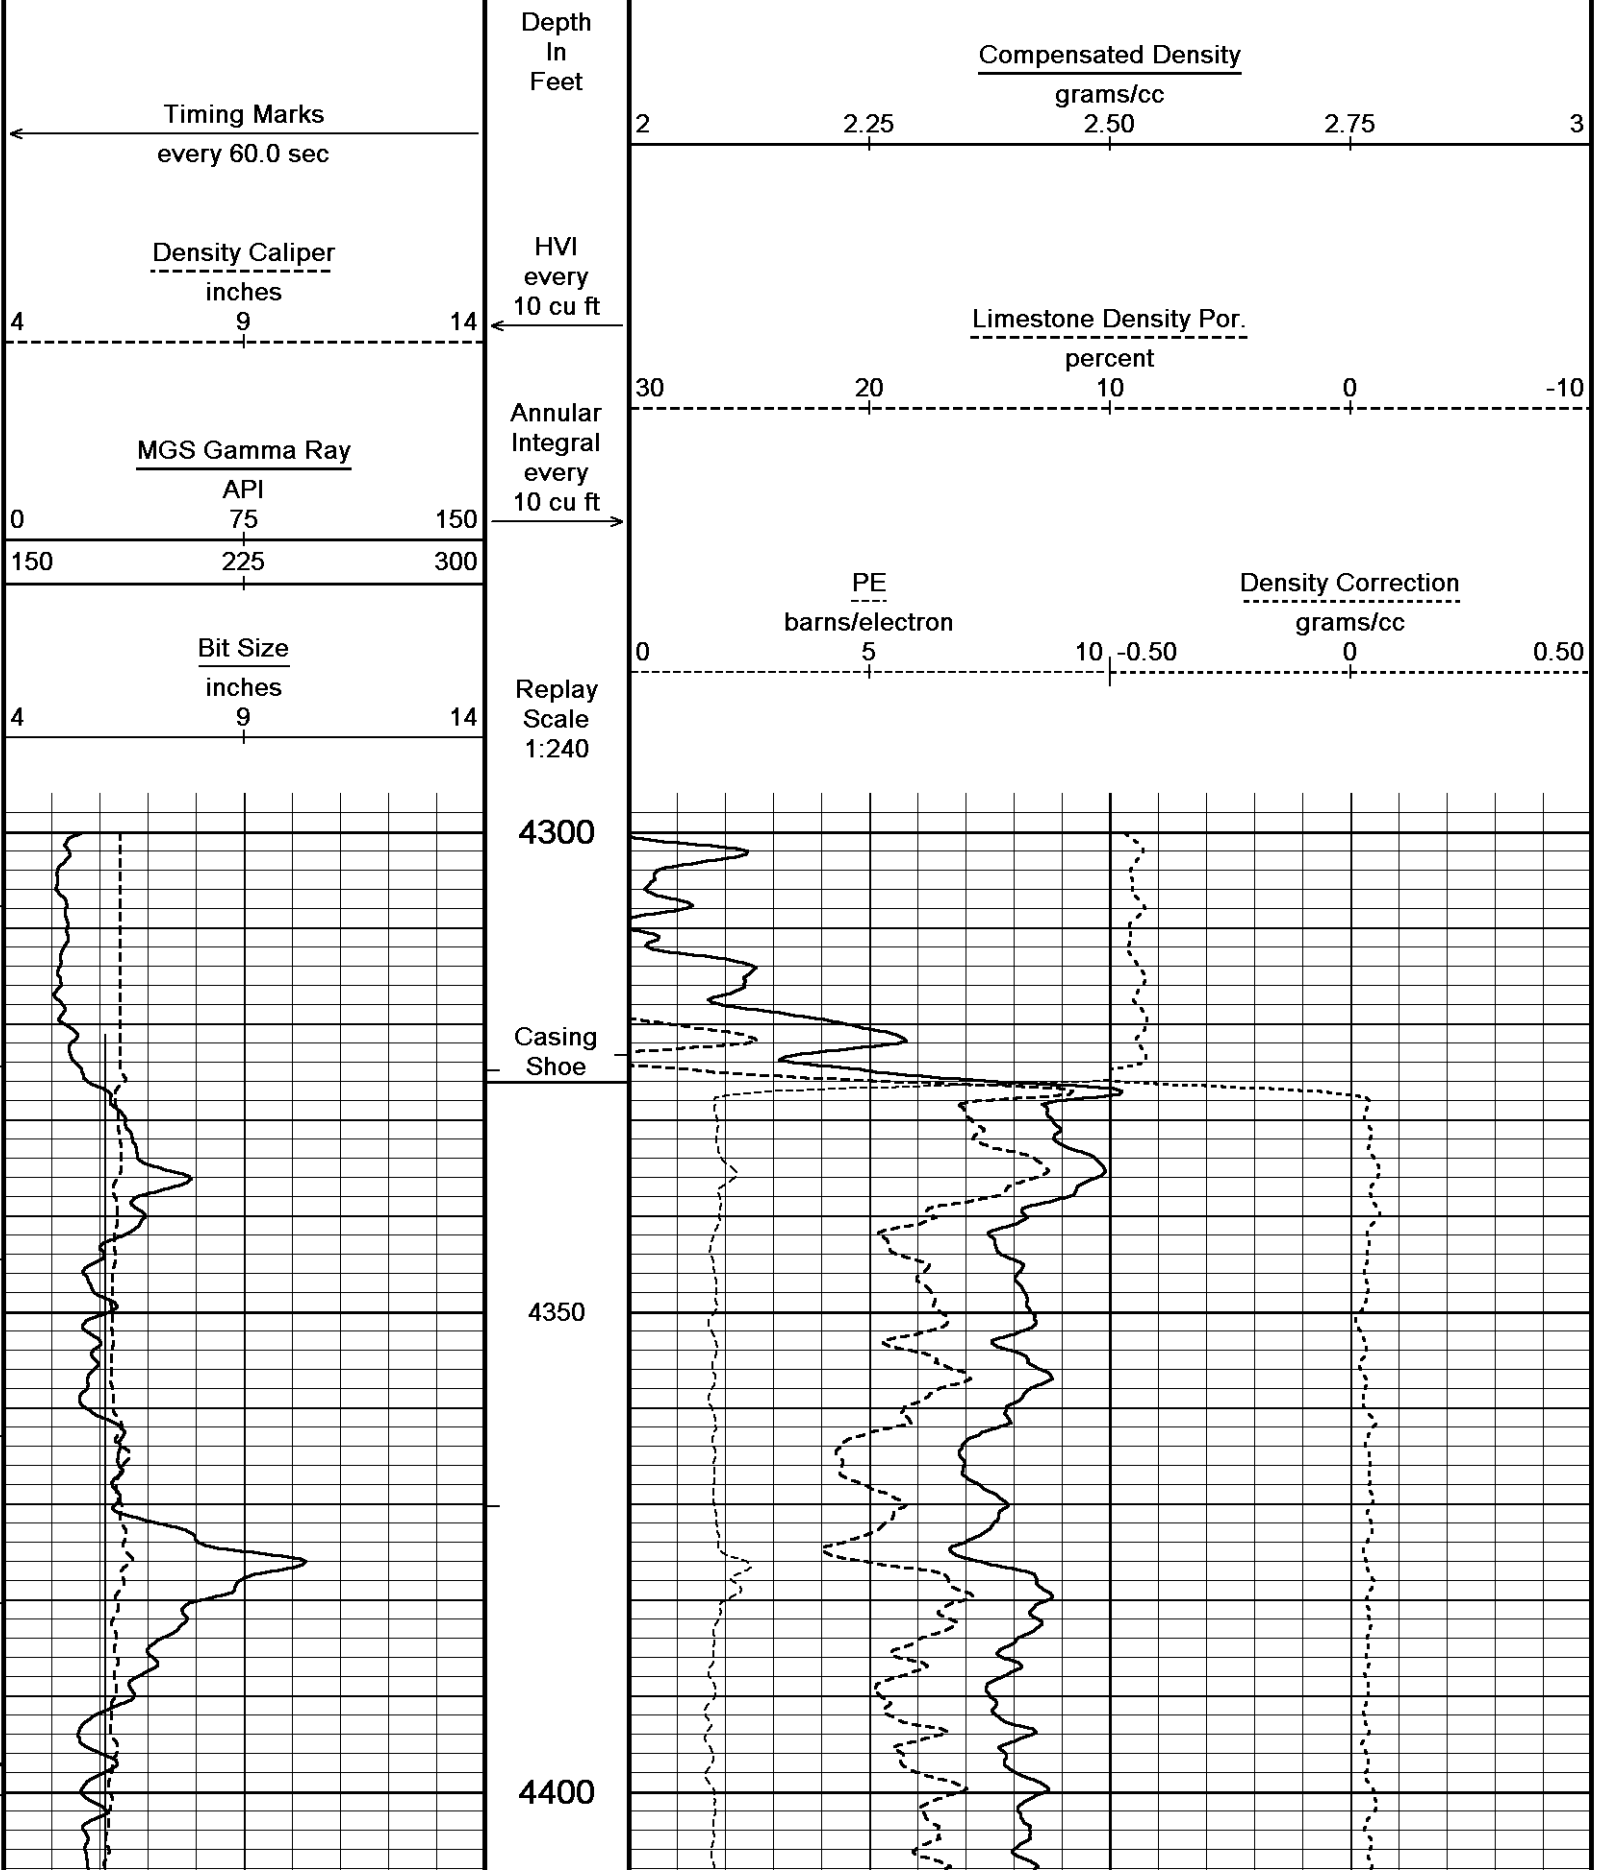 Timing Marks
every 60.0 sec
Density Caliper
inches
4 9 14
MGS Gamma Ray
API
0 75 150
150 225 300
Bit Size
inches
4 9 14
Depth
In
Feet
HVI
every
10 cu ft
Annular
Integral
every
10 cu ft
Replay
Scale
1:240
Compensated Density
grams/cc
2 2.25 2.50 2.75 3
Limestone Density Por.
percent
30 20 10 0 -10
PE
barns/electron
0 5 10
Density Correction
grams/cc
-0.50 0 0.50
4300
Casing
Shoe
4350
4400